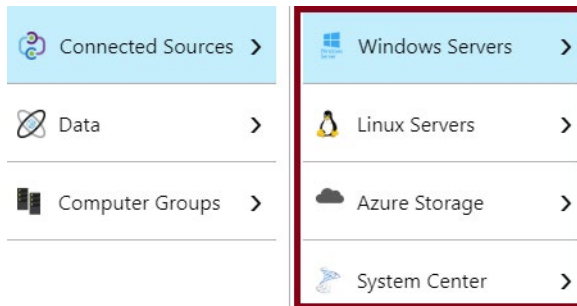 Connected Sources
Data
Computer Groups
Windows Servers
Linux Servers
Azure Storage
System Center